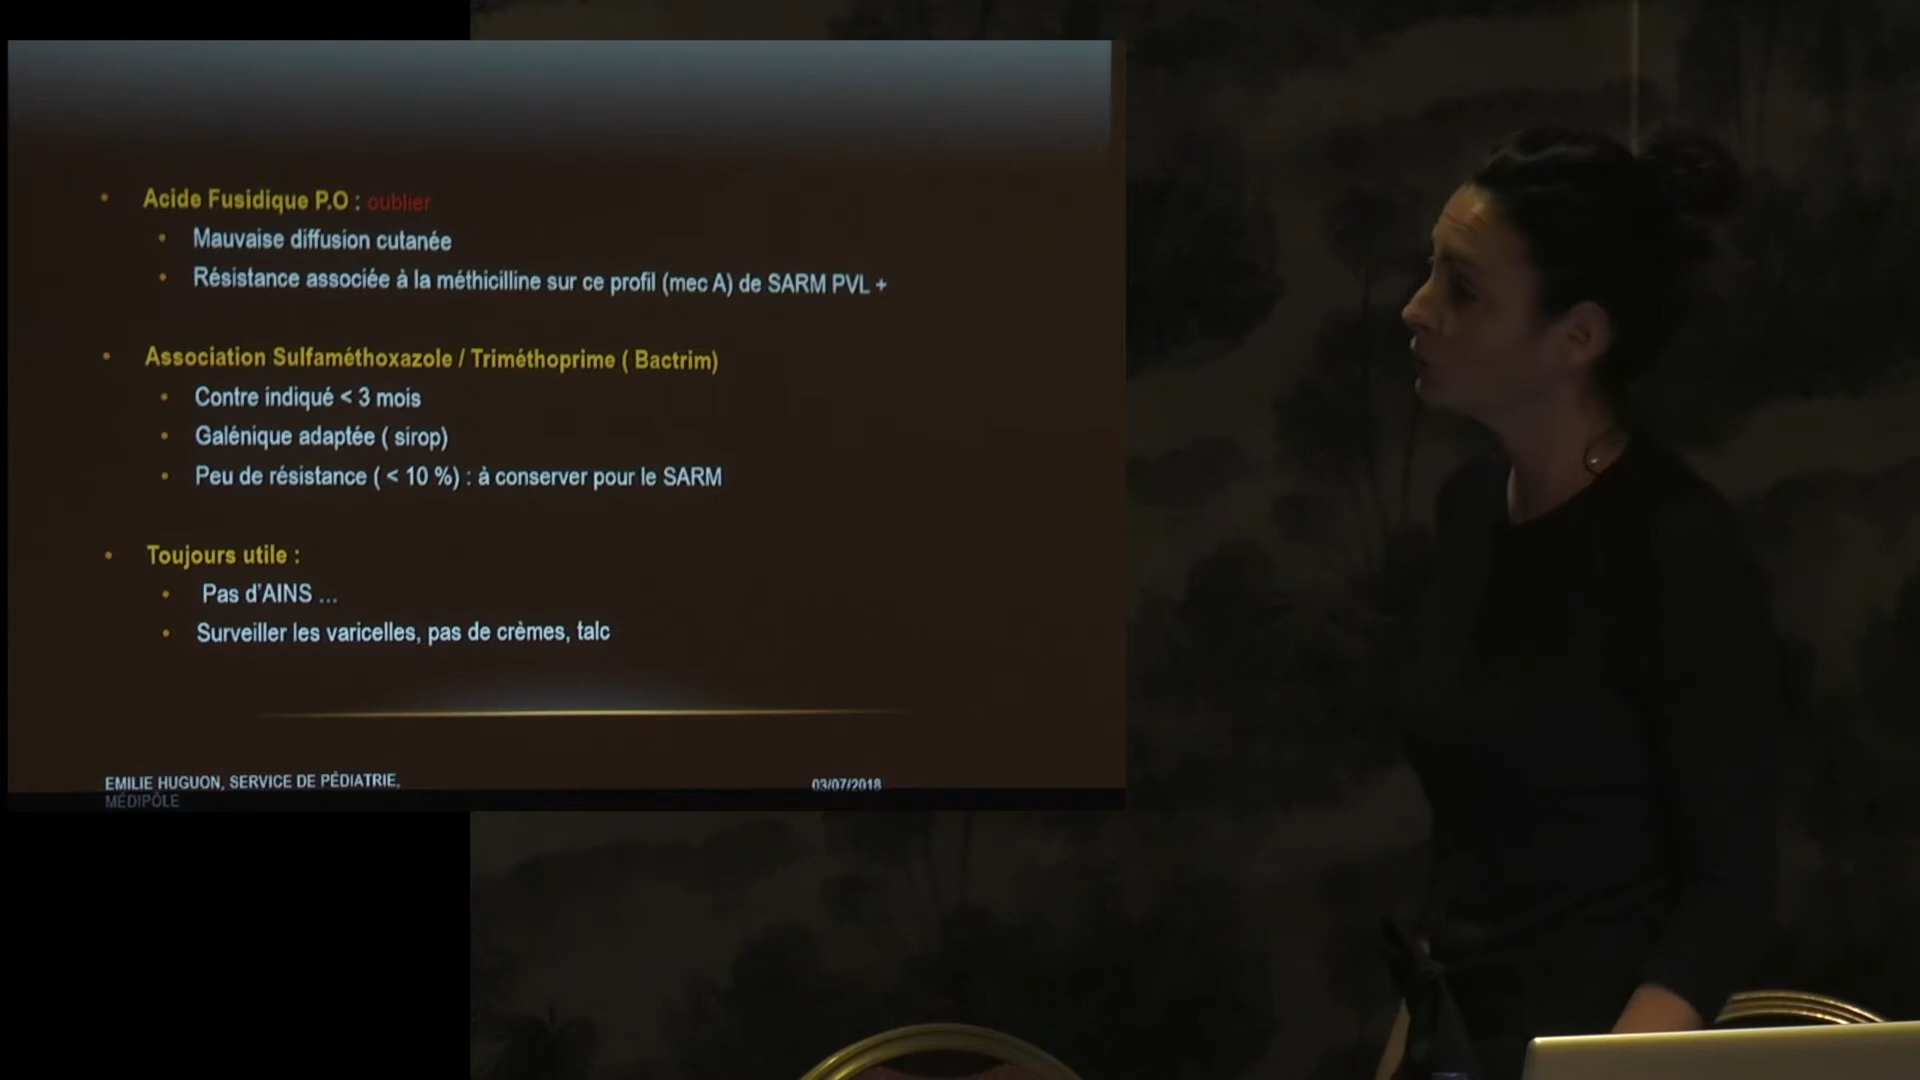 Acide Fusidique P.O : oublier
Mauvaise diffusion cutanée
Résistance associée à la méthicilline sur ce profil (mec A) de SARM PVL +
Association Sulfaméthoxazole / Triméthoprime ( Bactrim)
Contre indiqué < 3 mois
Galénique adaptée ( sirop)
Peu de résistance ( < 10 %) : à conserver pour le SARM
Toujours utile :
Pas d'AINS ...
Surveiller les varicelles, pas de crèmes, talc
EMILIE HUGUON, SERVICE DE PÉDIATRIE,
MÉDIPÔLE
03/07/2018